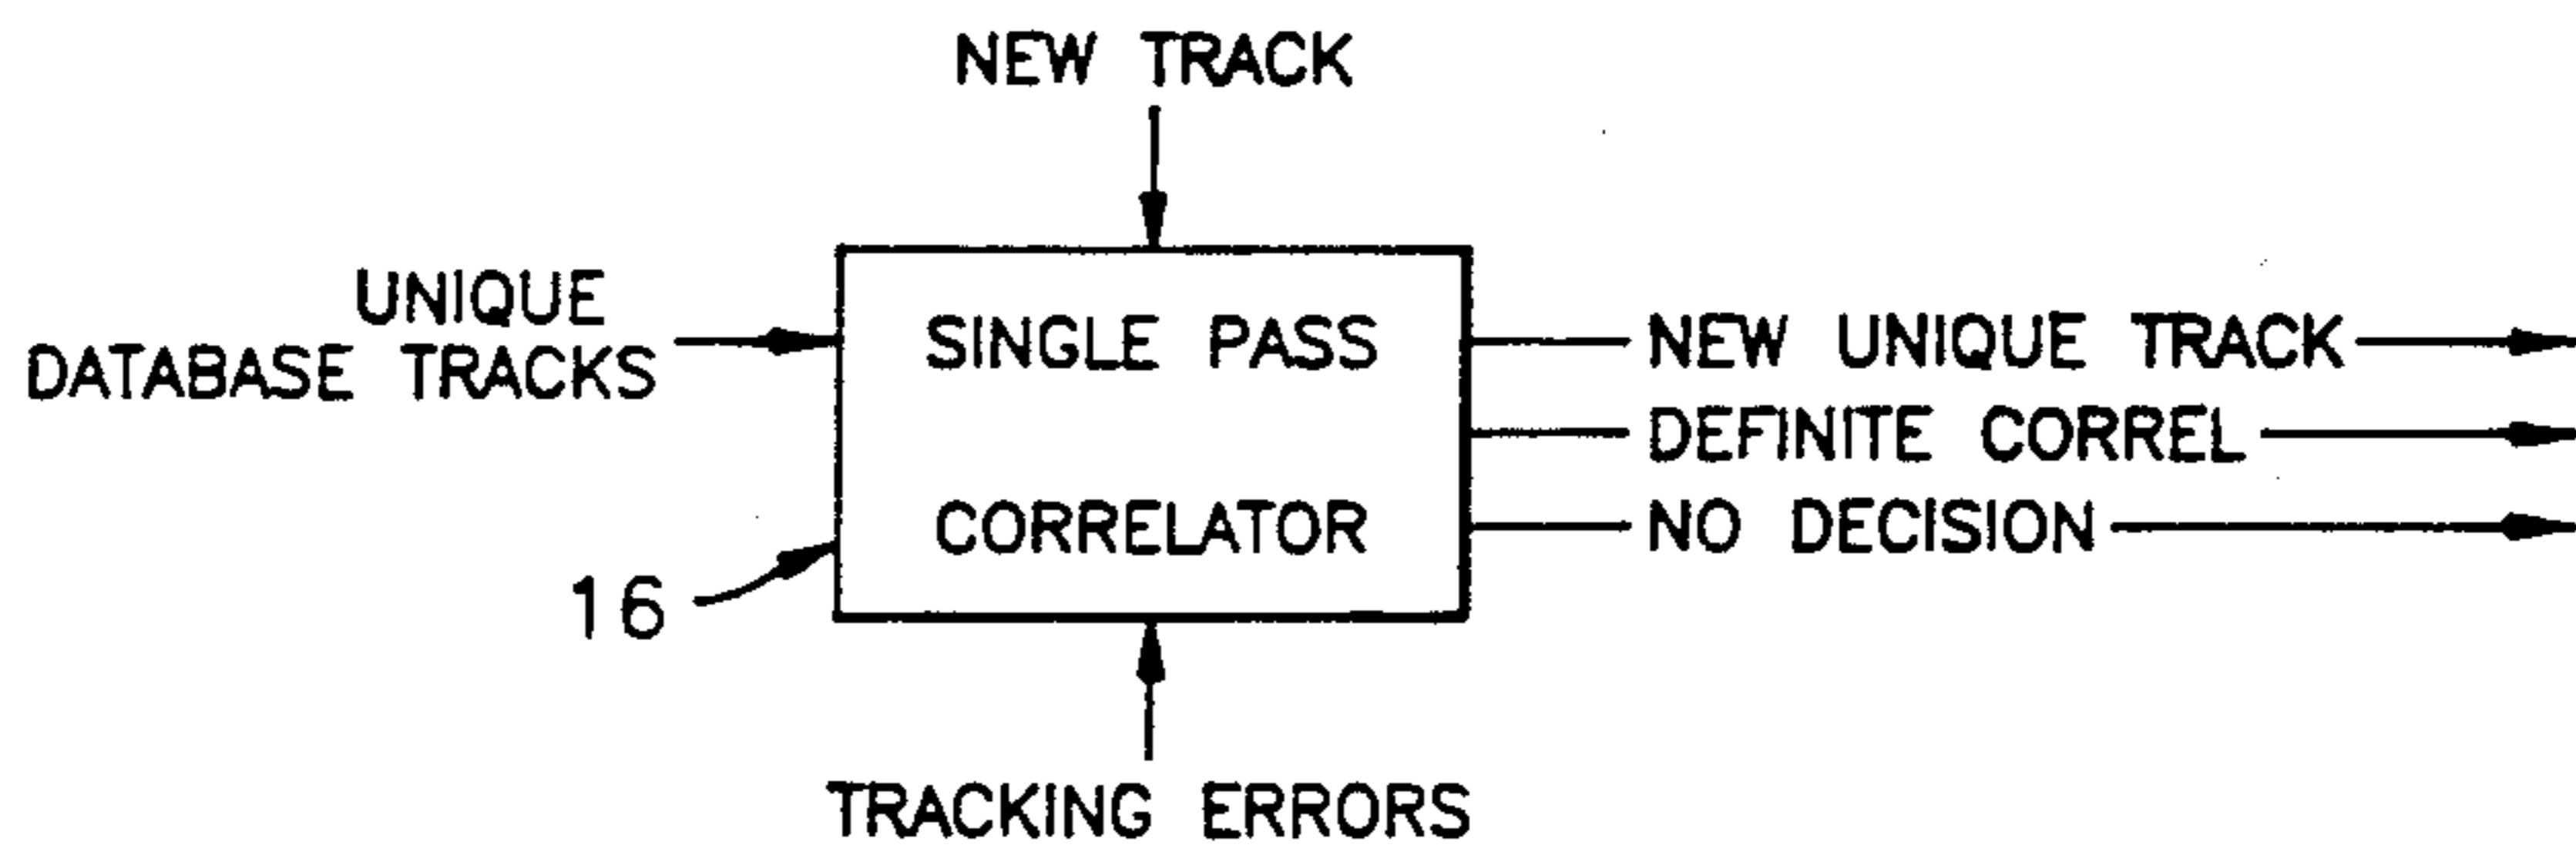 NEW TRACK
UNIQUE
DATABASE TRACKS
SINGLE PASS
CORRELATOR
NEW UNIQUE TRACK
DEFINITE CORREL
NO DECISION
16
TRACKING ERRORS